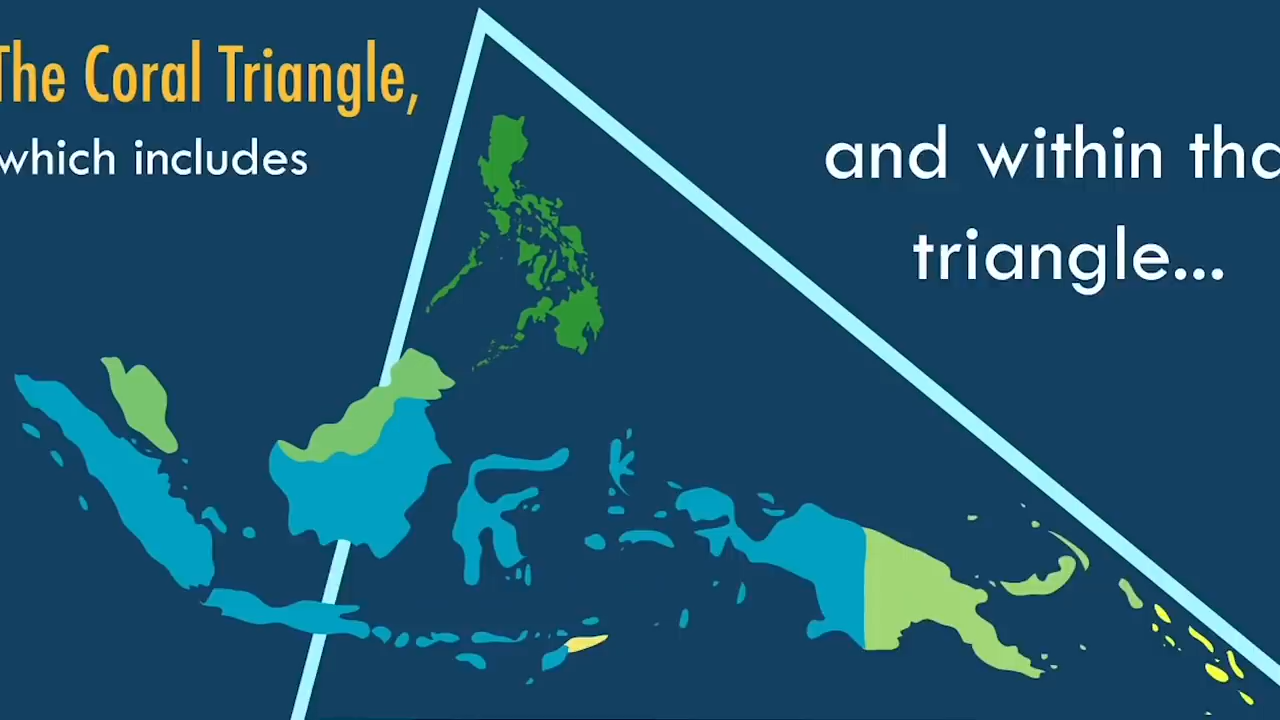 The Coral Triangle,
which includes
and within tha
triangle...